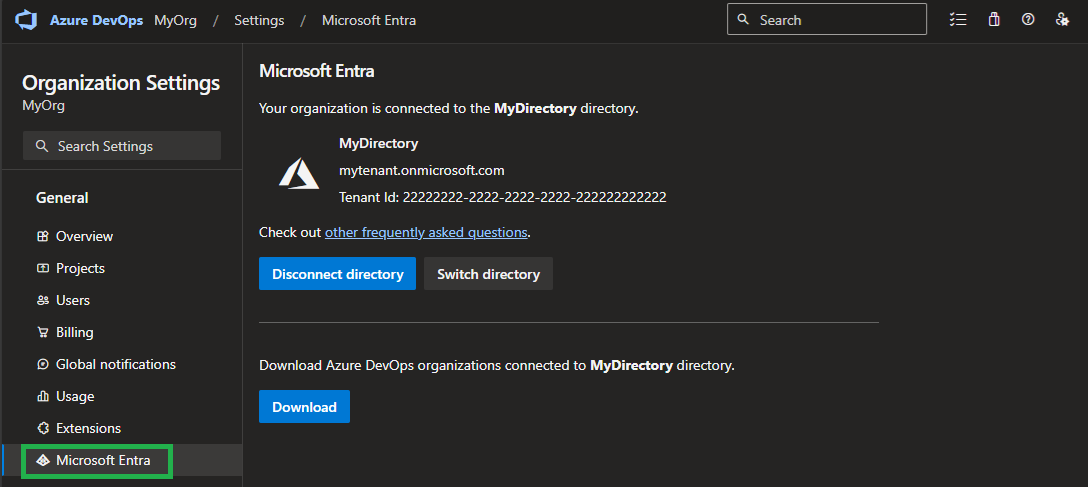 Azure DevOps MyOrg / Settings / Microsoft Entra Search
Organization Settings
MyOrg
Search Settings
General
Overview
Projects
Users
Billing
Global notifications
Usage
Extensions
Microsoft Entra
Microsoft Entra
Your organization is connected to the MyDirectory directory.
MyDirectory
mytenant.onmicrosoft.com
Tenant Id: 22222222-2222-2222-2222-222222222222
Check out other frequently asked questions.
Disconnect directory Switch directory
Download Azure DevOps organizations connected to MyDirectory directory.
Download